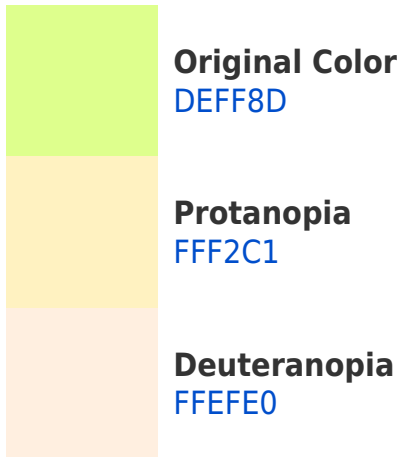 Original Color
DEFF8D
Protanopia
FFF2C1
Deuteranopia
FFEFE0